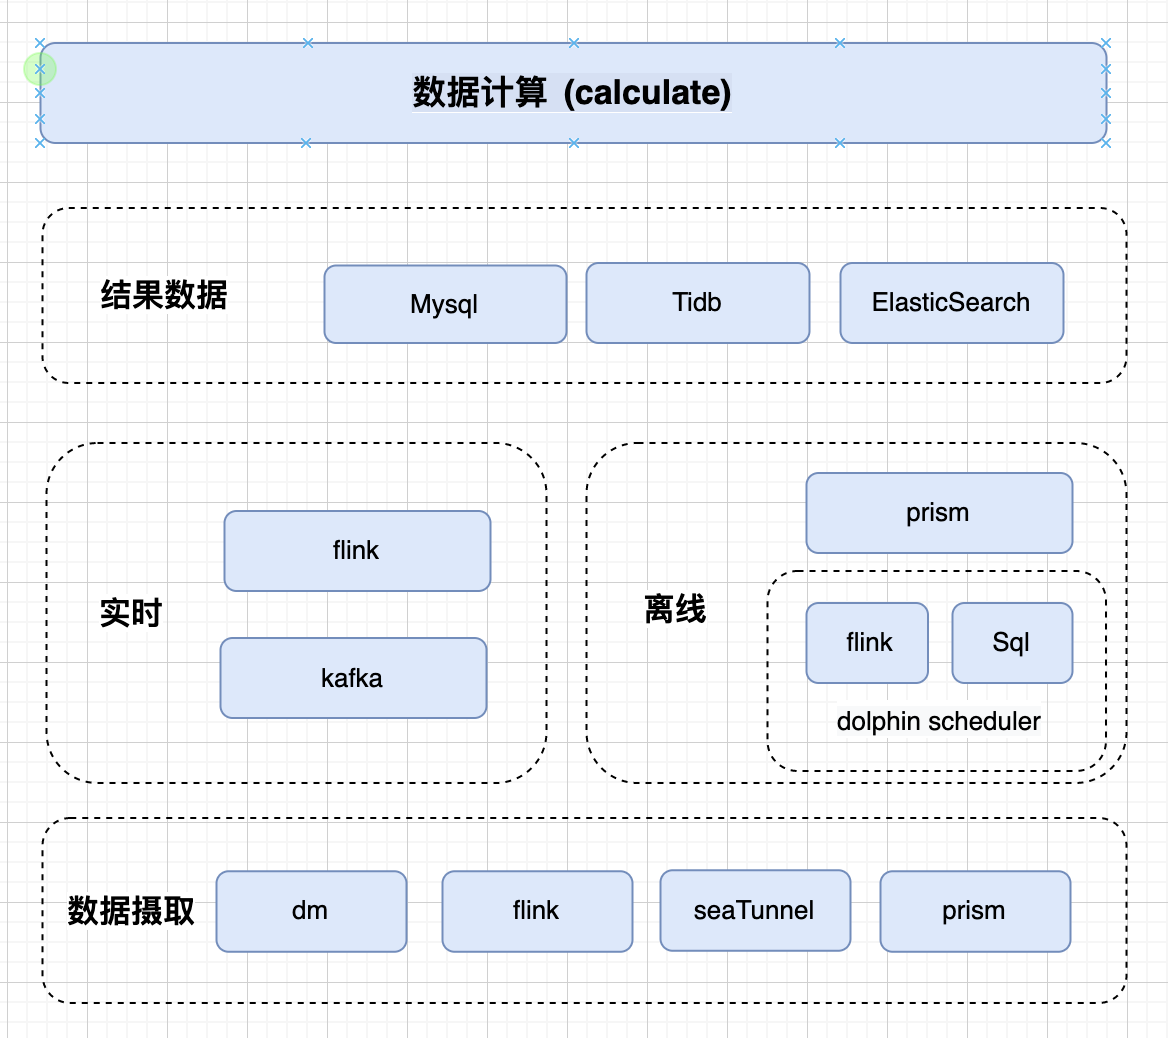 数据计算 (calculate)
结果数据
Mysql
Tidb
ElasticSearch
实时
flink
kafka
离线
prism
flink
Sql
dolphin scheduler
数据摄取
dm
flink
seaTunnel
prism